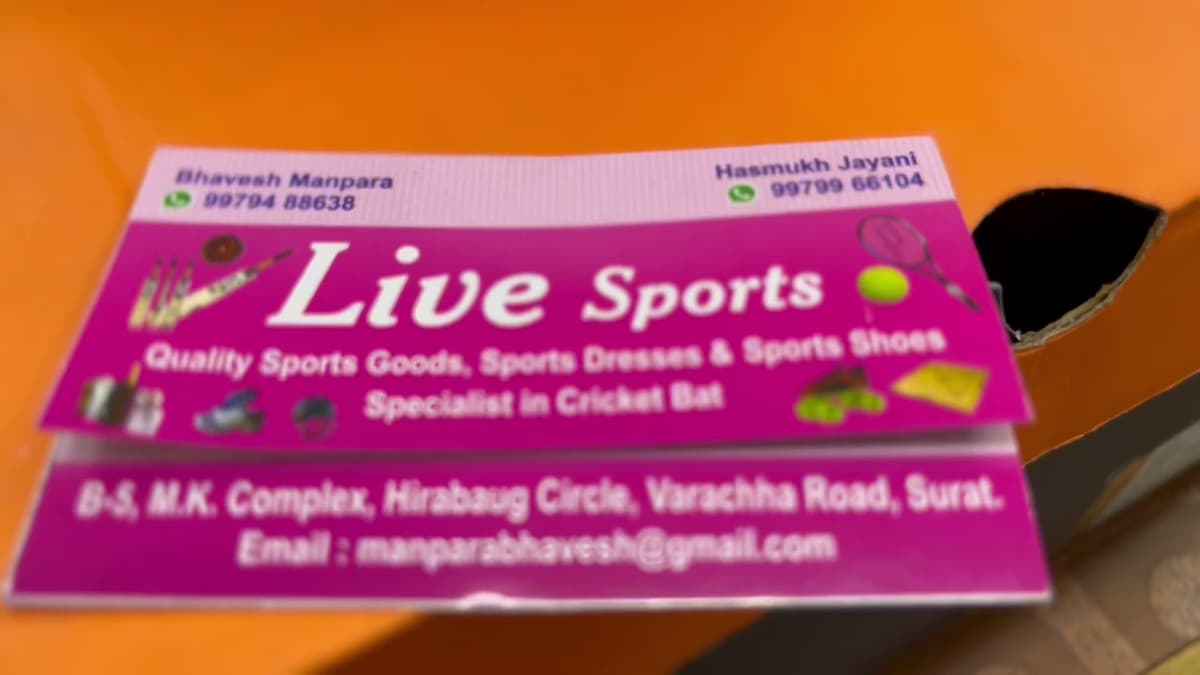 Bhavesh Manpara
99794 88638
Hasmukh Jayani
99799 66104
Live Sports
Quality Sports Goods, Sports Dresses & Sports Shoes
Specialist in Cricket Bat
B-5, M.K. Complex, Hirabaug Circle, Varachha Road, Surat.
Email : manparabhavesh@gmail.com